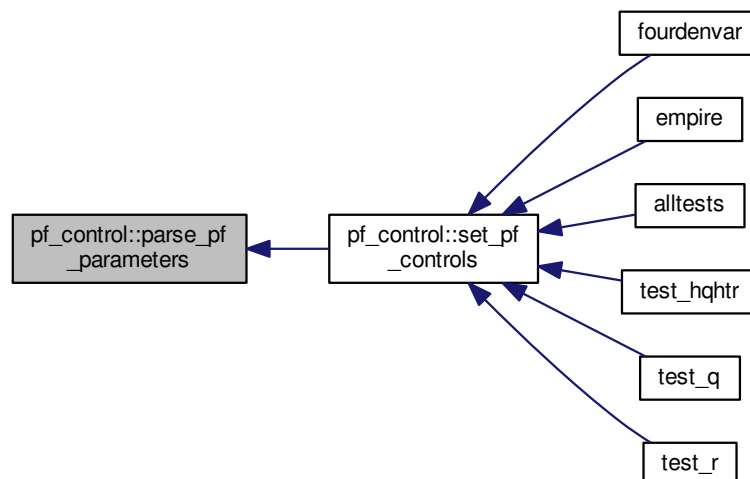 fourdenvar
empire
pf_control::parse_pf
_parameters
pf_control::set_pf
_controls
alltests
test_hqhtr
test_q
test_r